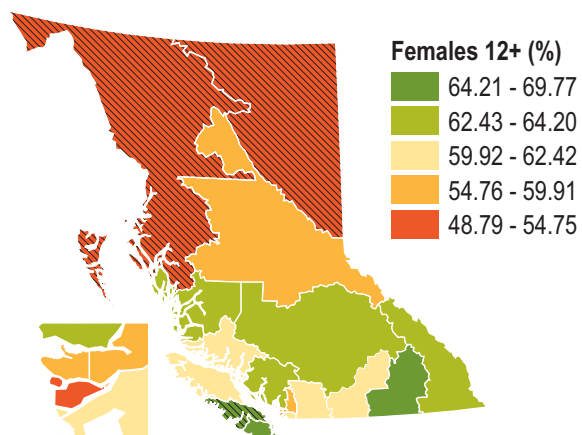 Females 12+ (%)
64.21 - 69.77
62.43 - 64.20
59.92 - 62.42
54.76 - 59.91
48.79 - 54.75